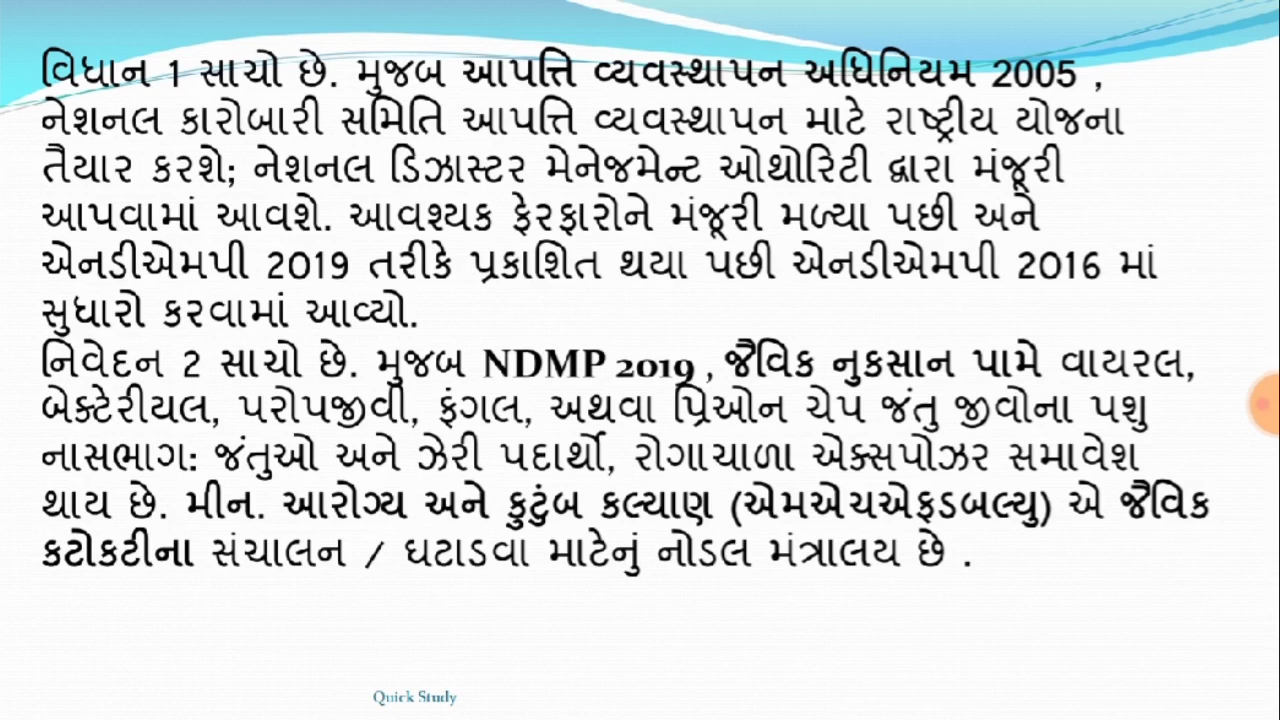 વિધાન 1 સાચો છે. મુજબ આપત્તિ વ્યવસ્થાપન અધિનિયમ 2005 ,
નેશનલ કારોબારી સમિતિ આપત્તિ વ્યવસ્થાપન માટે રાષ્ટ્રીય યોજના
તૈયાર કરશે; નેશનલ ડિઝાસ્ટર મેનેજમેન્ટ ઓથોરિટી દ્વારા મંજૂરી
આપવામાં આવશે. આવશ્યક ફેરફારોને મંજૂરી મળ્યા પછી અને
એનડીએમપી 2019 તરીકે પ્રકાશિત થયા પછી એનડીએમપી 2016 માં
સુધારો કરવામાં આવ્યો.
નિવેદન 2 સાચો છે. મુજબ NDMP 2019 , જૈવિક નુકસાન પામે વાયરલ,
બેક્ટેરીયલ, પરોપજીવી, ફંગલ, અથવા પ્રિઓન ચેપ જંતુ જીવોના પશુ
નાસભાગ: જંતુઓ અને ઝેરી પદાર્થો, રોગાચાળા એક્સપોઝર સમાવેશ
થાય છે. મીન. આરોગ્ય અને કુટુંબ કલ્યાણ (એમએચએફડબલ્યુ) એ જૈવિક
કટોકટીના સંચાલન / ઘટાડવા માટેનું નોડલ મંત્રાલય છે .
Quick Study